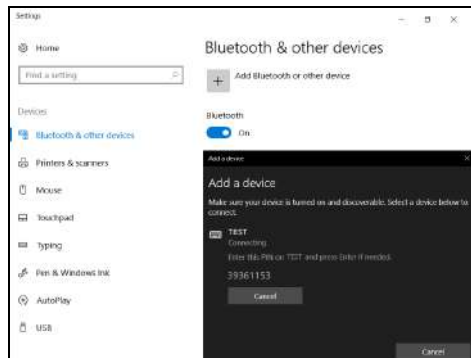 Settings
Home
Bluetooth & other devices
Find a setting
Add Bluetooth or other device
Devices
Bluetooth
Bluetooth & other devices
On
Printers & scanners
Mouse
Touchpad
Typing
Pen & Windows Ink
AutoPlay
USB
Add a device
Add a device
Make sure your device is turned on and discoverable. Select a device below to
connect.
TEST
Connecting
Enter this PIN on TEST and press Enter if needed.
39361153
Cancel
Cancel